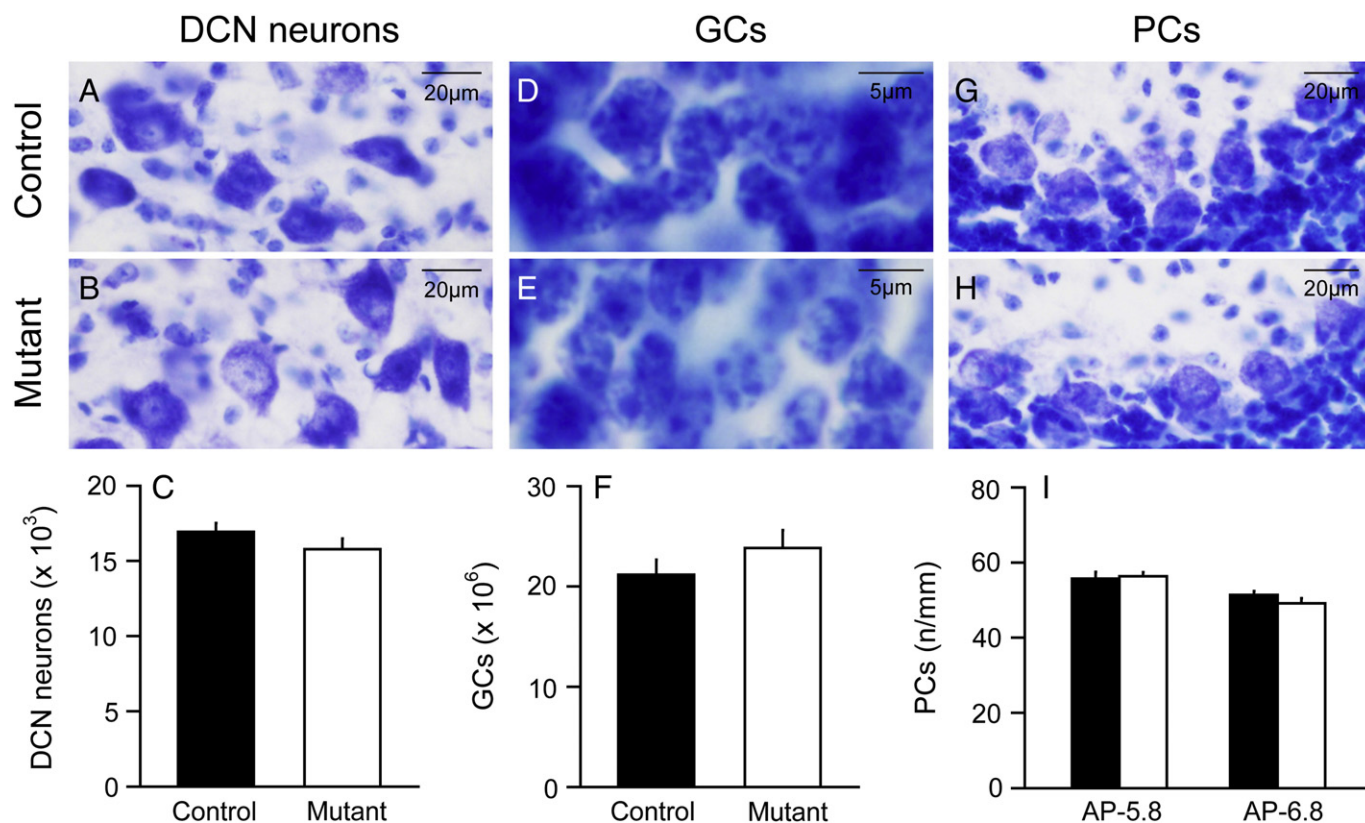 DCN neurons GCs PCs
Control
A 20µm
D 5µm
G 20µm
Mutant
B 20µm
E 5µm
H 20µm
C
DCN neurons (x 10³)
20
15
15
5
0
Control Mutant
F
GCs (x 10⁶)
30
20
20
0
Control Mutant
I
PCs (n/mm)
80
60
40
60
0
AP-5.8 AP-6.8